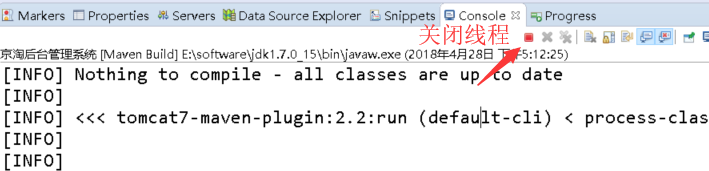 Markers Properties Servers Data Source Explorer Snippets Console Progress
关闭线程
京淘后台管理系统 [Maven Build] E:\software\jdk1.7.0_15\bin\javaw.exe (2018年4月28日 下午5:12:25)
[INFO] Nothing to compile - all classes are up to date
[INFO]
[INFO] <<< tomcat7-maven-plugin:2.2:run (default-cli) < process-clas
[INFO]
[INFO]